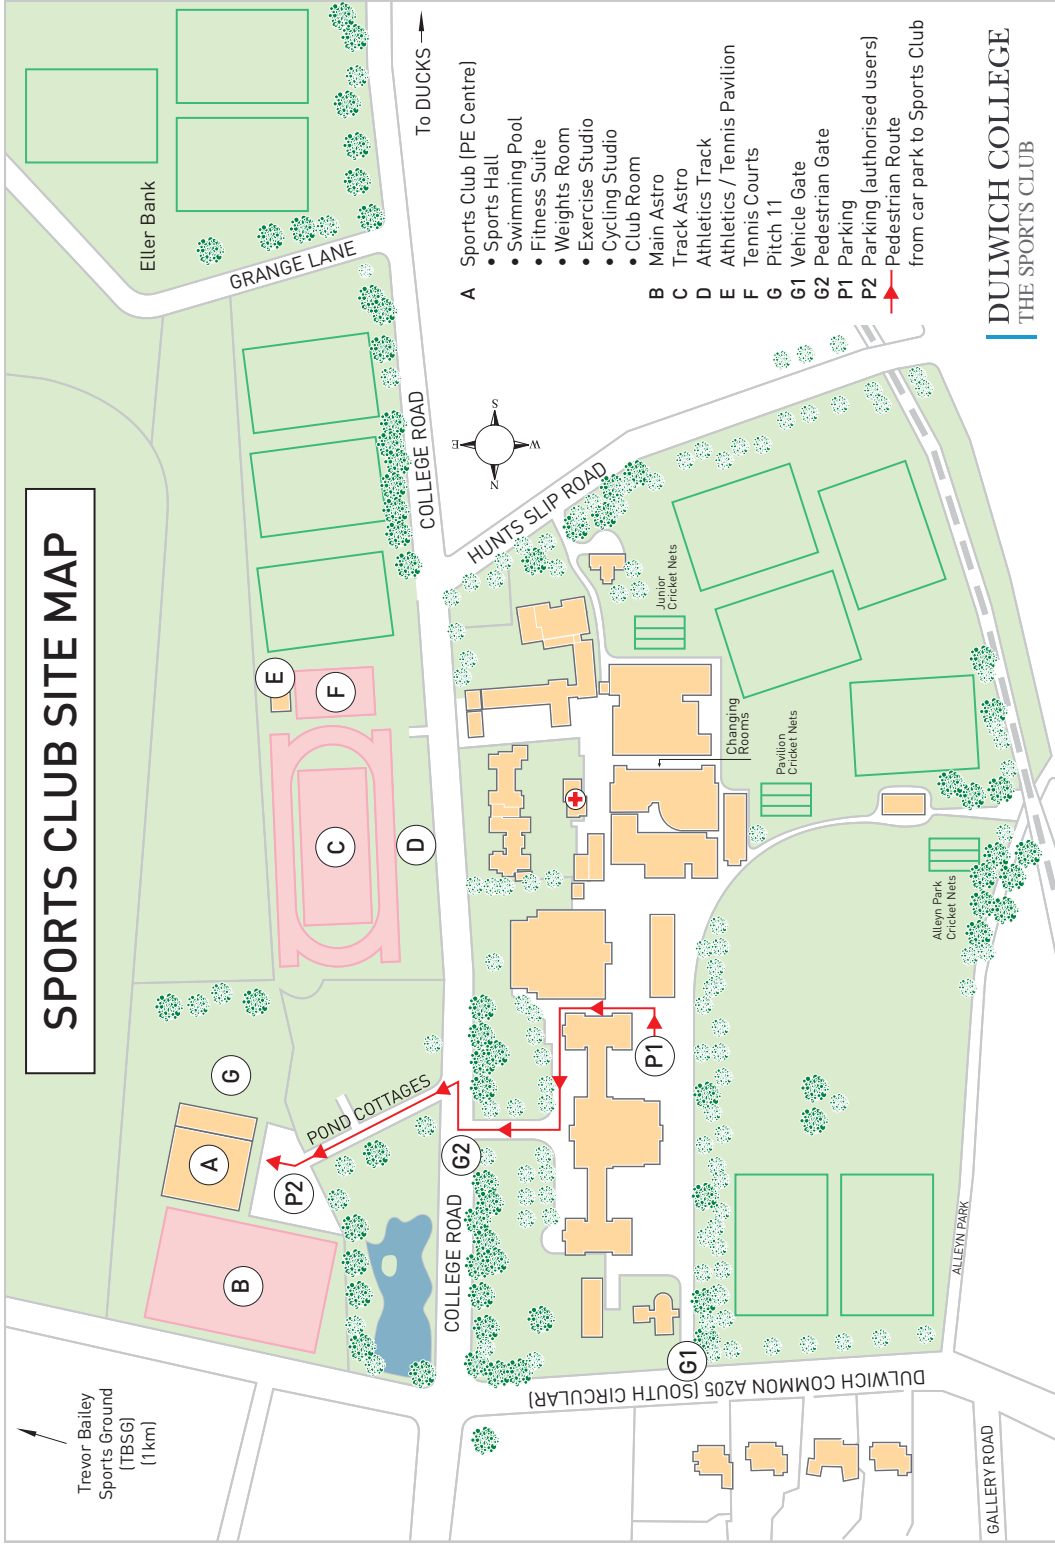 SPORTS CLUB SITE MAP
Trevor Bailey
Sports Ground
(TBSG)
(1km)
Eller Bank
GRANGE LANE
To DUCKS
COLLEGE ROAD
HUNTS SLIP ROAD
N
E
S
W
E
F
C
D
G
A
B
P2
POND COTTAGES
G2
COLLEGE ROAD
P1
G1
DULWICH COMMON A205 (SOUTH CIRCULAR)
Junior
Cricket Nets
Changing
Rooms
Pavilion
Cricket Nets
Alleyn Park
Cricket Nets
ALLEYN PARK
GALLERY ROAD
A Sports Club (PE Centre)
• Sports Hall
• Swimming Pool
• Fitness Suite
• Weights Room
• Exercise Studio
• Cycling Studio
• Club Room
B Main Astro
C Track Astro
D Athletics Track
E Athletics / Tennis Pavilion
F Tennis Courts
G Pitch 11
G1 Vehicle Gate
G2 Pedestrian Gate
P1 Parking
P2 Parking (authorised users)
Pedestrian Route
from car park to Sports Club
DULWICH COLLEGE
THE SPORTS CLUB